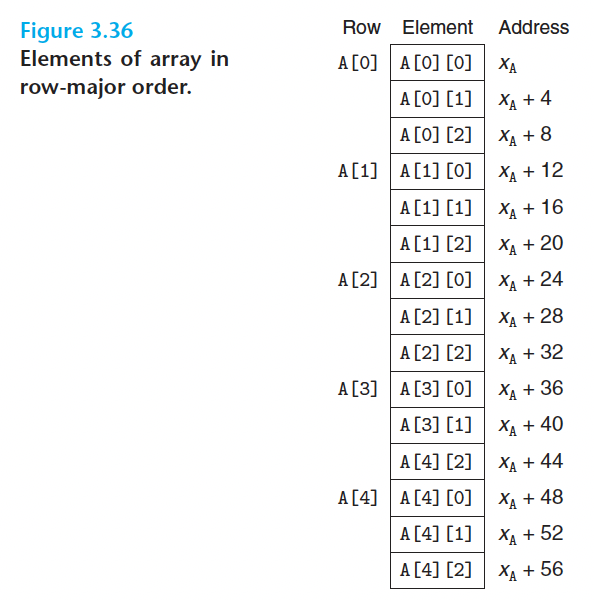 Figure 3.36
Elements of array in
row-major order.
Row Element Address
A[0] A[0][0] xA
A[0][1] xA + 4
A[0][2] xA + 8
A[1] A[1][0] xA + 12
A[1][1] xA + 16
A[1][2] xA + 20
A[2] A[2][0] xA + 24
A[2][1] xA + 28
A[2][2] xA + 32
A[3] A[3][0] xA + 36
A[3][1] xA + 40
A[4][2] xA + 44
A[4] A[4][0] xA + 48
A[4][1] xA + 52
A[4][2] xA + 56